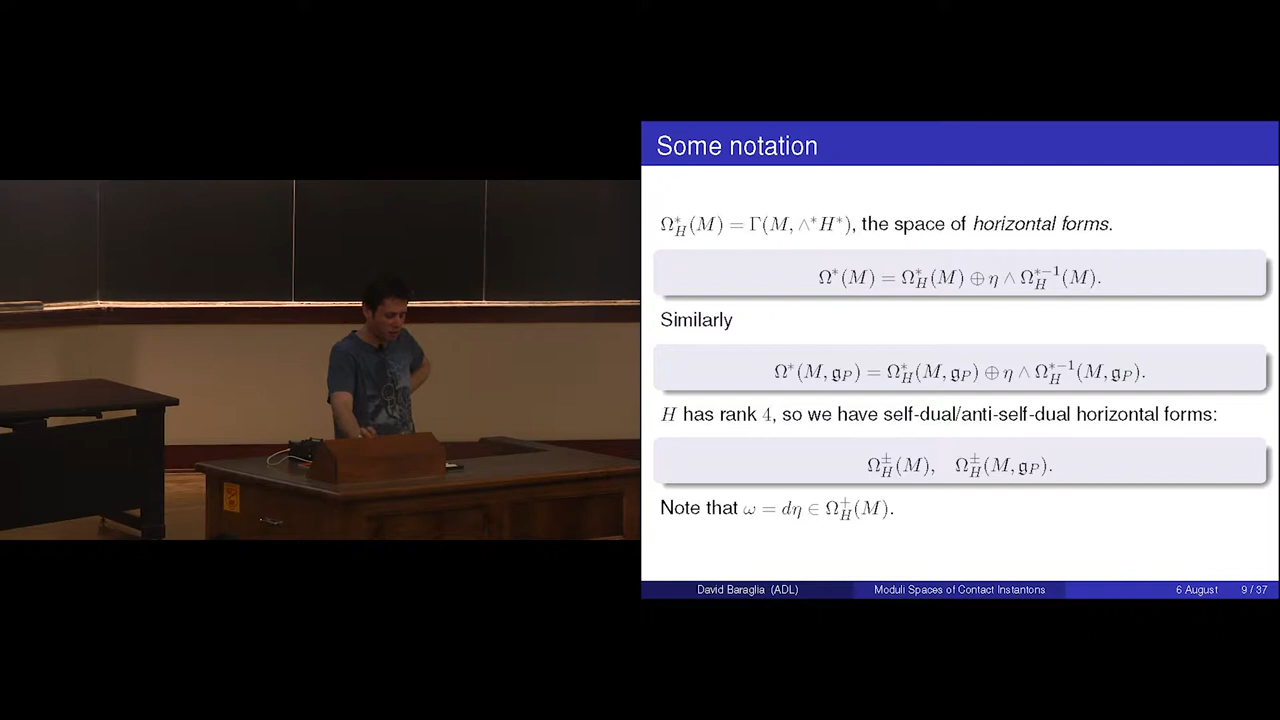 Some notation
Ω*_H(M) = Γ(M, ∧*H*), the space of horizontal forms.
Ω*(M) = Ω*_H(M) ⊕ η ∧ Ω^{*−1}_H(M).
Similarly
Ω*(M, 𝔤_P) = Ω*_H(M, 𝔤_P) ⊕ η ∧ Ω^{*−1}_H(M, 𝔤_P).
H has rank 4, so we have self-dual/anti-self-dual horizontal forms:
Ω^±_H(M), Ω^±_H(M, 𝔤_P).
Note that ω = dη ∈ Ω^+_H(M).
David Baraglia (ADL) Moduli Spaces of Contact Instantons 6 August 9 / 37